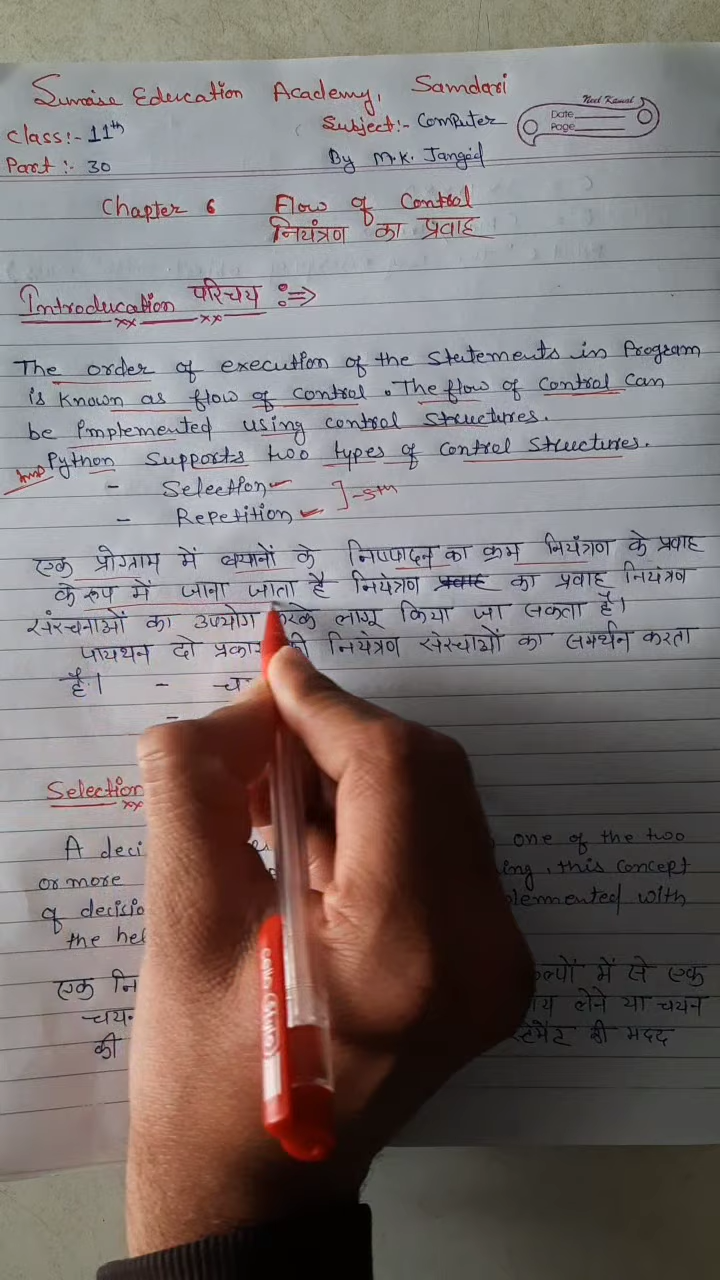 Sunrise Education Academy, Samdari
Neel Kamal
Class:- 11th Subject:- Computer
Date
Page
Part :- 30 By M.K. Jangid
Chapter 6 Flow of Control
नियंत्रण का प्रवाह
Introducation परिचय :⇒
The order of execution of the statements in Program
is known as flow of control. The flow of control can
be implemented using control structures.
Imp Python supports two types of control structures.
- Selection
- Repetition
एक प्रोग्राम में बयानों के निष्पादन का क्रम नियंत्रण के प्रवाह
के रूप में जाना जाता है नियंत्रण प्रवाह का प्रवाह नियंत्रण
संरचनाओं का उपयोग करके लागू किया जा सकता है।
पायथन दो प्रकार की नियंत्रण संरचाओं का समर्थन करता
है। -
-
Selection
A deci one of the two
or more ing, this concept
of decision plemented with
the hel
एक नि ल्पों में से एक
चयन लेने या चयन
की स्टेमेंट की मदद
cello